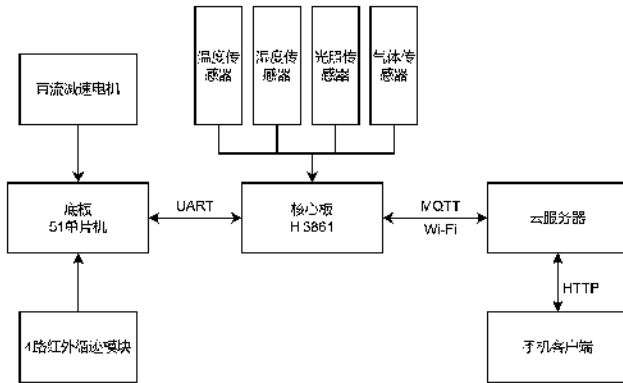 温度传
感器
湿度传
感器
光照传
感器
气体传
感器
直流减速电机
底板
51单片机
UART
核心板
Hi3861
MQTT
Wi-Fi
云服务器
HTTP
4路红外循迹模块
手机客户端